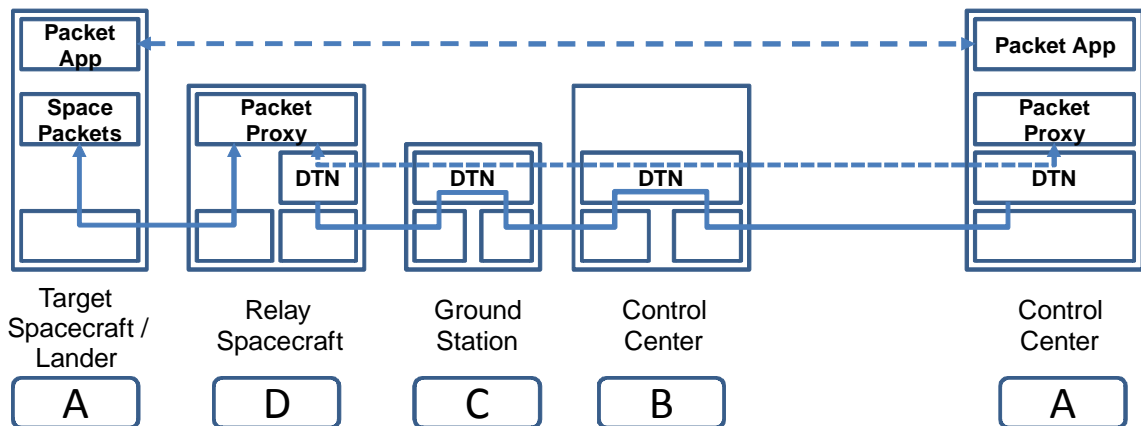 Packet
App
Packet App
Space
Packets
Packet
Proxy
Packet
Proxy
DTN
DTN
DTN
DTN
Target
Spacecraft /
Lander
Relay
Spacecraft
Ground
Station
Control
Center
Control
Center
A
D
C
B
A